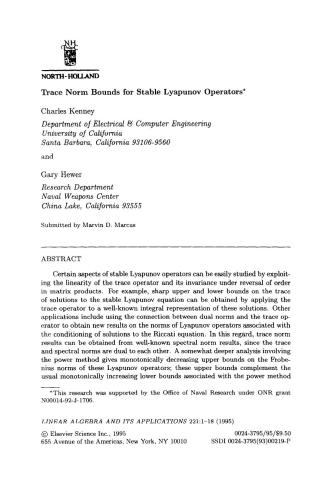 NH
NORTH-HOLLAND
Trace Norm Bounds for Stable Lyapunov Operators*
Charles Kenney
Department of Electrical & Computer Engineering
University of California
Santa Barbara, California 93106-9560
and
Gary Hewer
Research Department
Naval Weapons Center
China Lake, California 93555
Submitted by Marvin D. Marcus
ABSTRACT
Certain aspects of stable Lyapunov operators can be easily studied by exploit-
ing the linearity of the trace operator and its invariance under reversal of order
in matrix products. For example, sharp upper and lower bounds on the trace
of solutions to the stable Lyapunov equation can be obtained by applying the
trace operator to a well-known integral representation of these solutions. Other
applications include using the connection between dual norms and the trace op-
erator to obtain new results on the norms of Lyapunov operators associated with
the conditioning of solutions to the Riccati equation. In this regard, trace norm
results can be obtained from well-known spectral norm results, since the trace
and spectral norms are dual to each other. A somewhat deeper analysis involving
the power method gives monotonically decreasing upper bounds on the Probe-
nius norms of these Lyapunov operators; these upper bounds complement the
usual monotonically increasing lower bounds associated with the power method
*This research was supported by the Office of Naval Research under ONR grant
N00014-92-J-1706.
LINEAR ALGEBRA AND ITS APPLICATIONS 221:1-18 (1995)
© Elsevier Science Inc., 1995 0024-3795/95/$9.50
655 Avenue of the Americas, New York, NY 10010 SSDI 0024-3795(93)00219-P